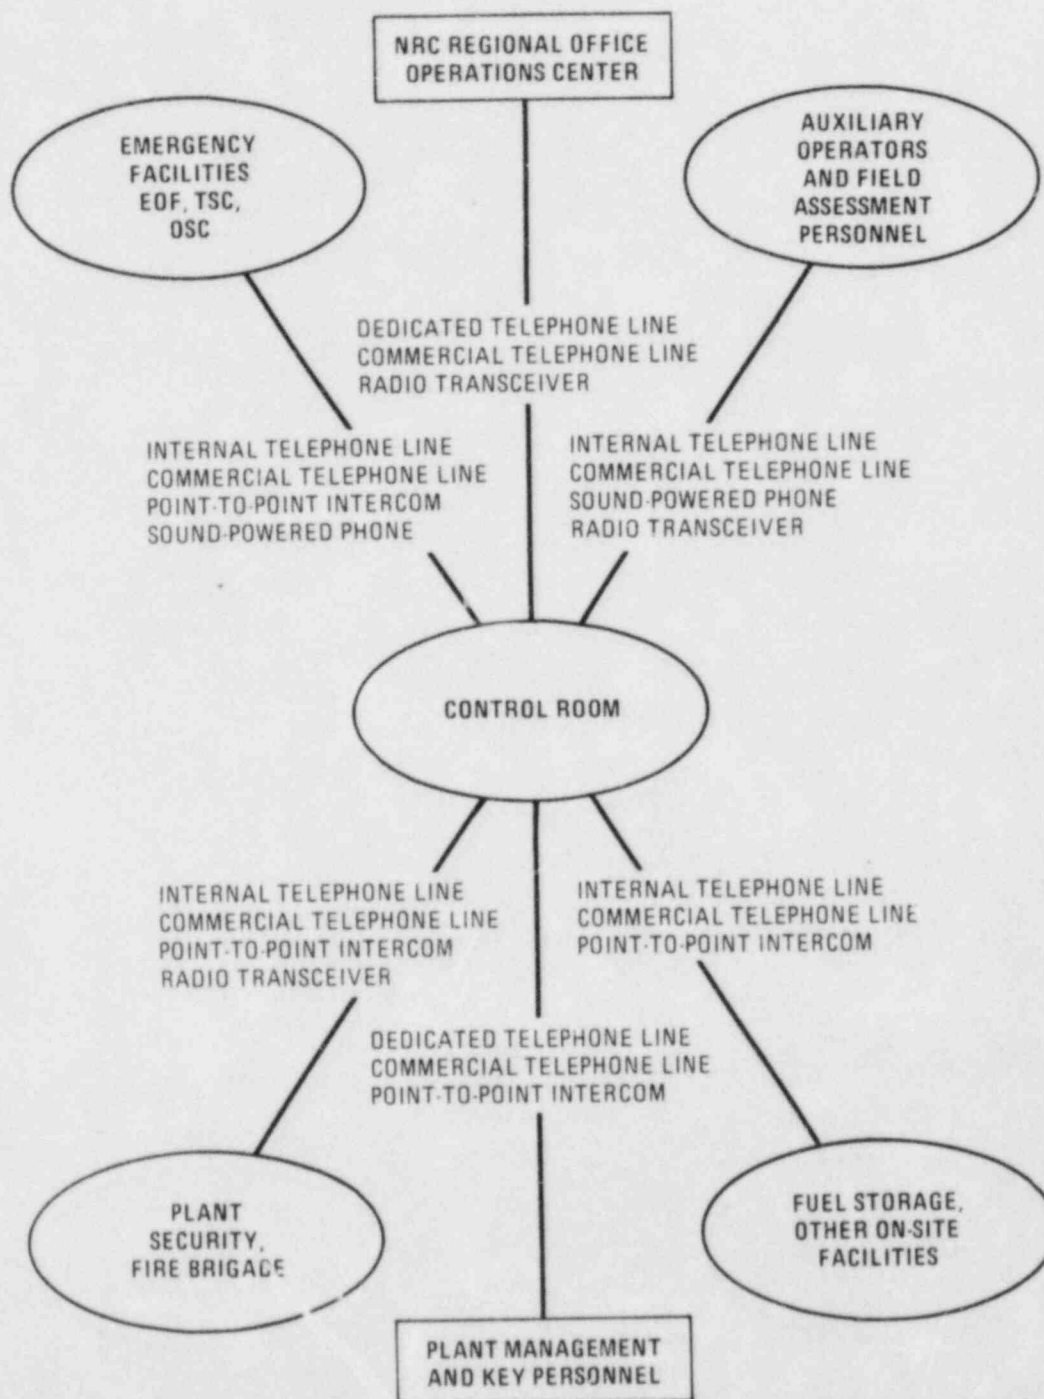 NRC REGIONAL OFFICE
OPERATIONS CENTER
EMERGENCY
FACILITIES
EOF, TSC,
OSC
AUXILIARY
OPERATORS
AND FIELD
ASSESSMENT
PERSONNEL
DEDICATED TELEPHONE LINE
COMMERCIAL TELEPHONE LINE
RADIO TRANSCEIVER
INTERNAL TELEPHONE LINE
COMMERCIAL TELEPHONE LINE
POINT-TO-POINT INTERCOM
SOUND-POWERED PHONE
INTERNAL TELEPHONE LINE
COMMERCIAL TELEPHONE LINE
SOUND-POWERED PHONE
RADIO TRANSCEIVER
CONTROL ROOM
INTERNAL TELEPHONE LINE
COMMERCIAL TELEPHONE LINE
POINT-TO-POINT INTERCOM
RADIO TRANSCEIVER
INTERNAL TELEPHONE LINE
COMMERCIAL TELEPHONE LINE
POINT-TO-POINT INTERCOM
DEDICATED TELEPHONE LINE
COMMERCIAL TELEPHONE LINE
POINT-TO-POINT INTERCOM
PLANT
SECURITY,
FIRE BRIGADE
FUEL STORAGE,
OTHER ON-SITE
FACILITIES
PLANT MANAGEMENT
AND KEY PERSONNEL